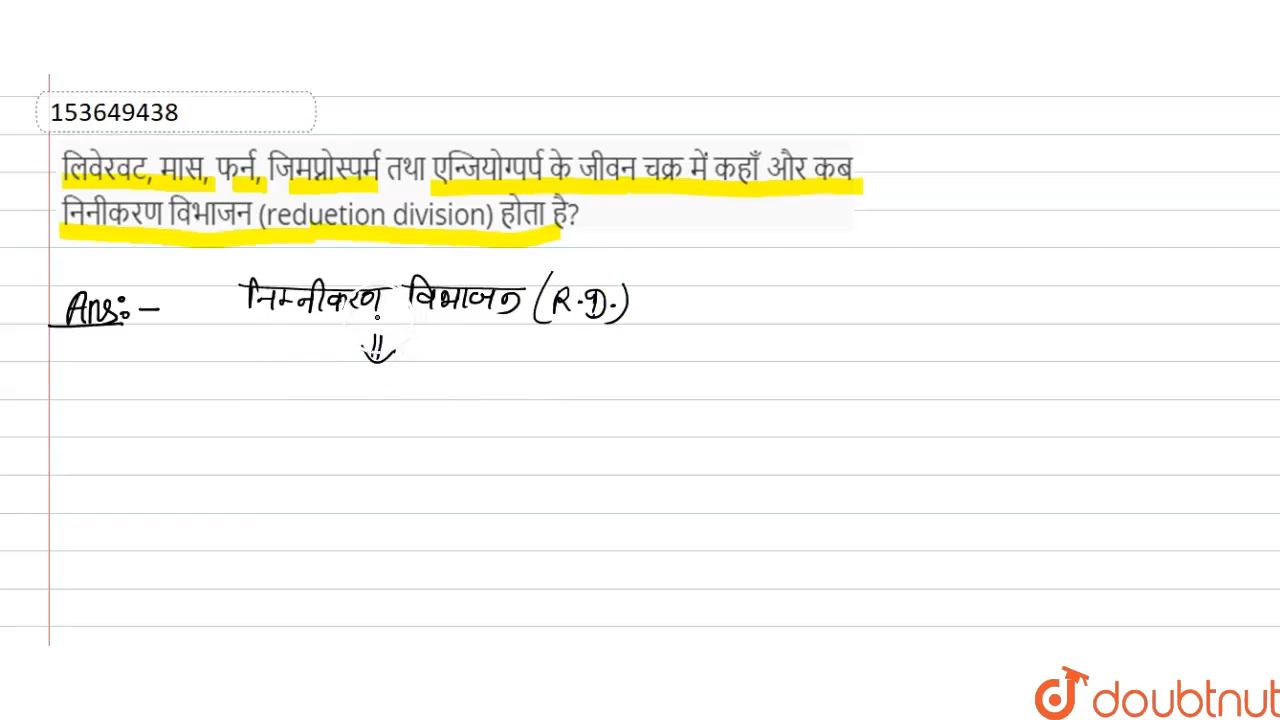 153649438
लिवेरवट, मास, फर्न, जिमप्नोस्पर्म तथा एन्जियोग्पर्प के जीवन चक्र में कहाँ और कब
निनीकरण विभाजन (reduetion division) होता है?
Ans:- निम्नीकरण विभाजन (R.D.)
doubtnut